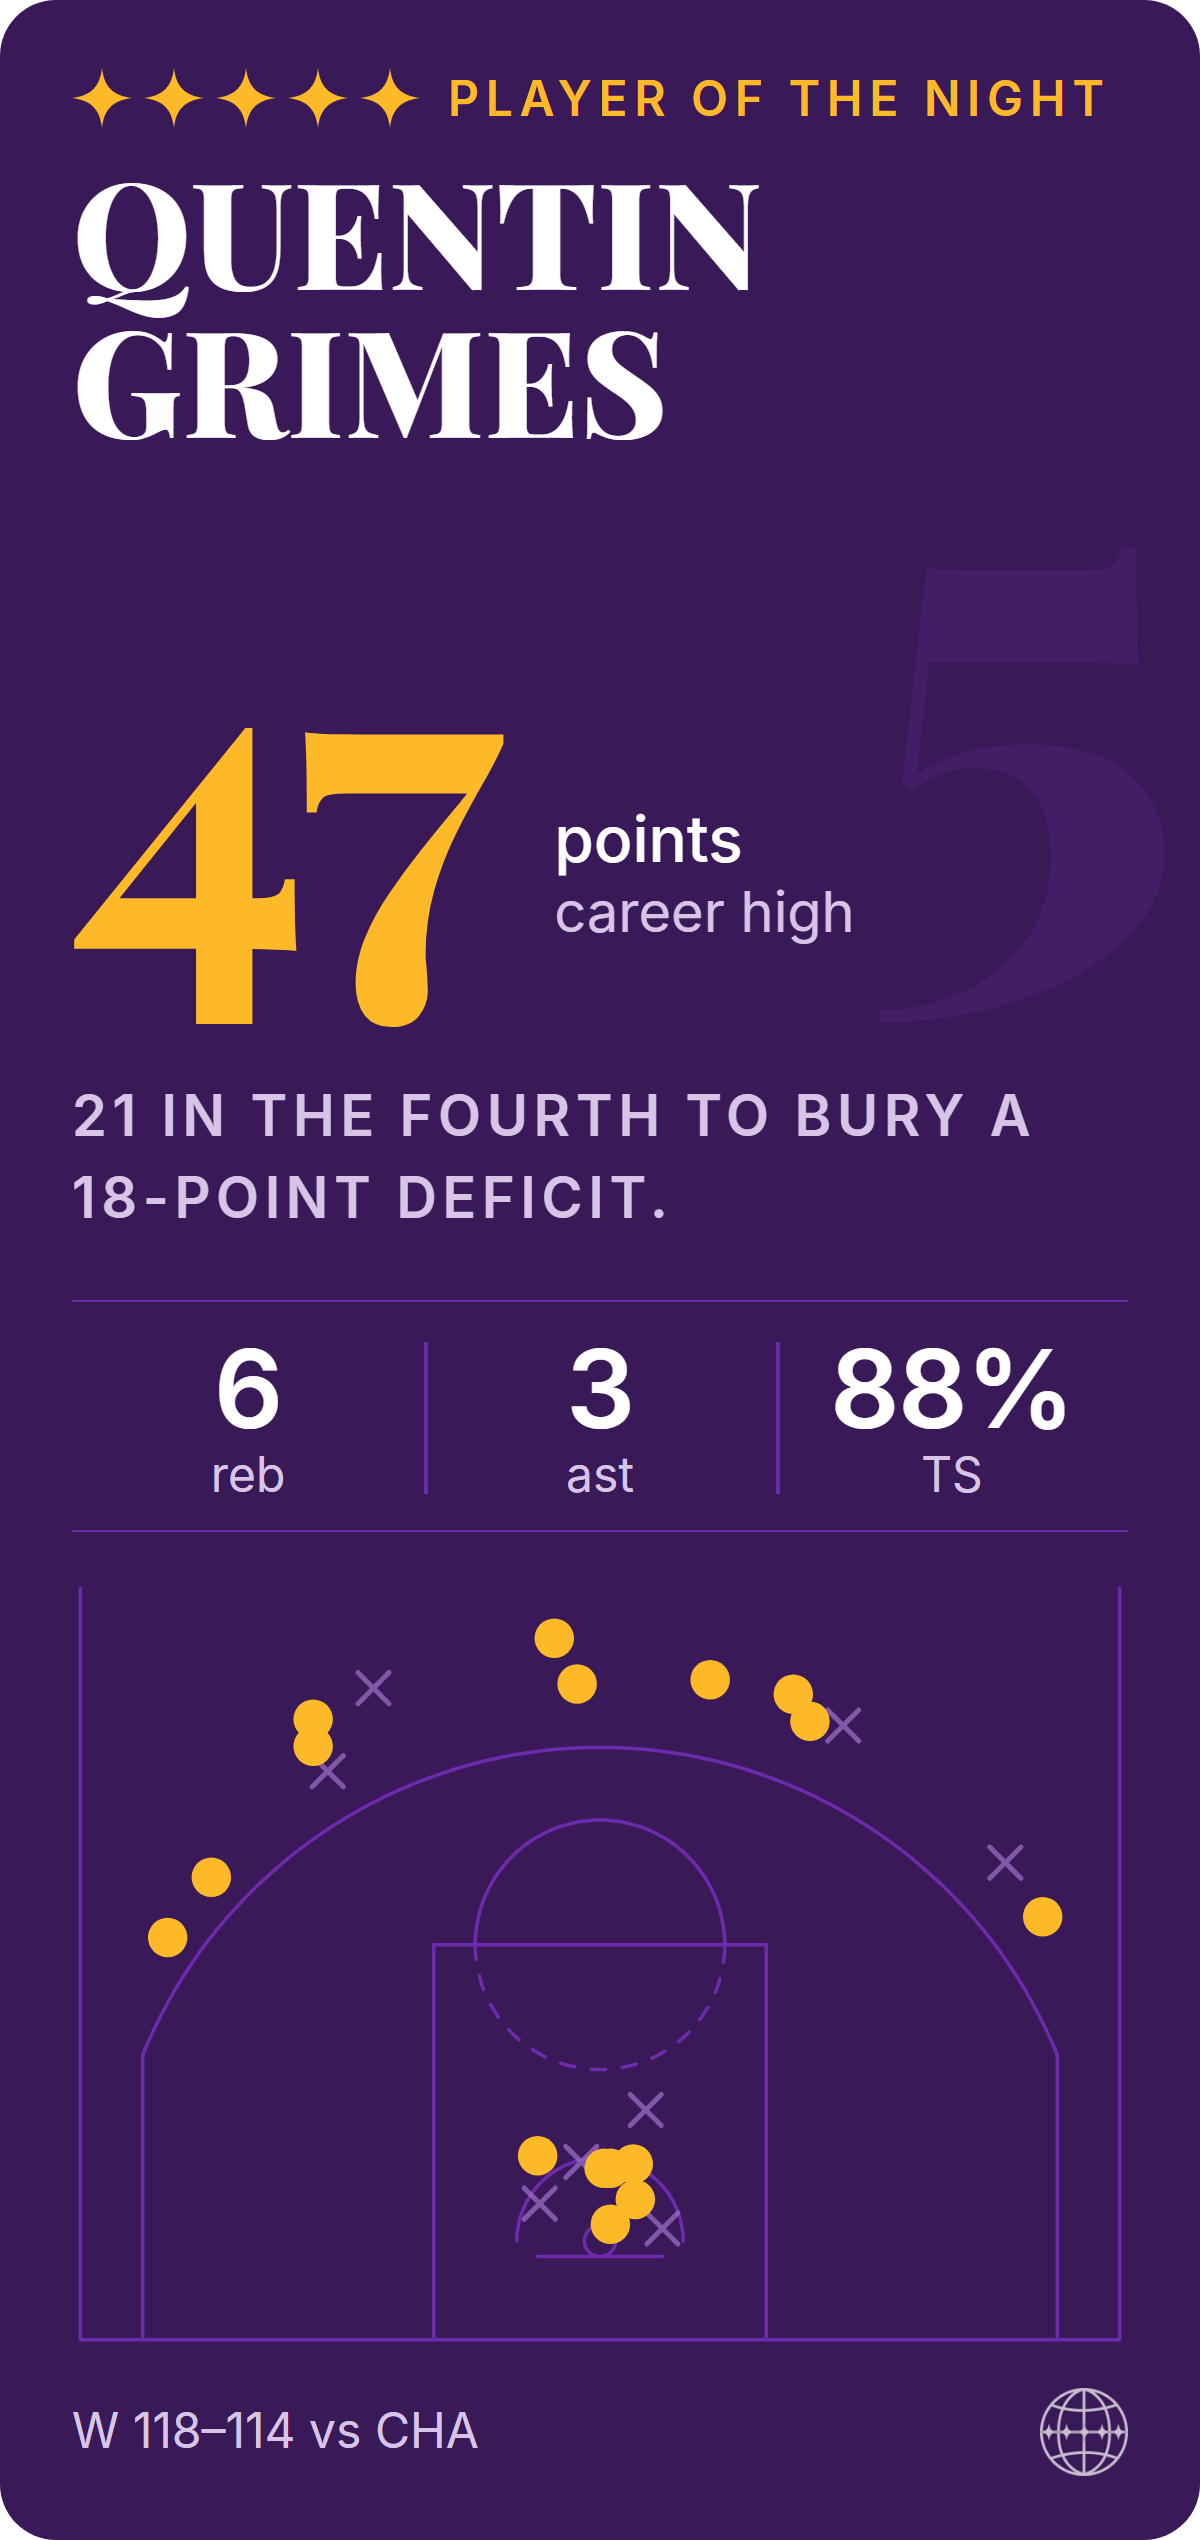 PLAYER OF THE NIGHT
QUENTIN
GRIMES
5
47
points
career high
21 IN THE FOURTH TO BURY A
18-POINT DEFICIT.
6
reb
3
ast
88%
TS
W 118–114 vs CHA